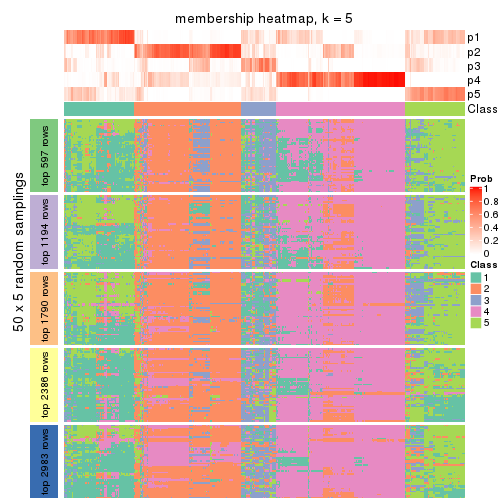 membership heatmap, k = 5
p1
p2
p3
p4
p5
Class
50 x 5 random samplings
top 597 rows
top 1194 rows
top 1790 rows
top 2386 rows
top 2983 rows
Prob
1
0.8
0.6
0.4
0.2
0
Class
1
2
3
4
5